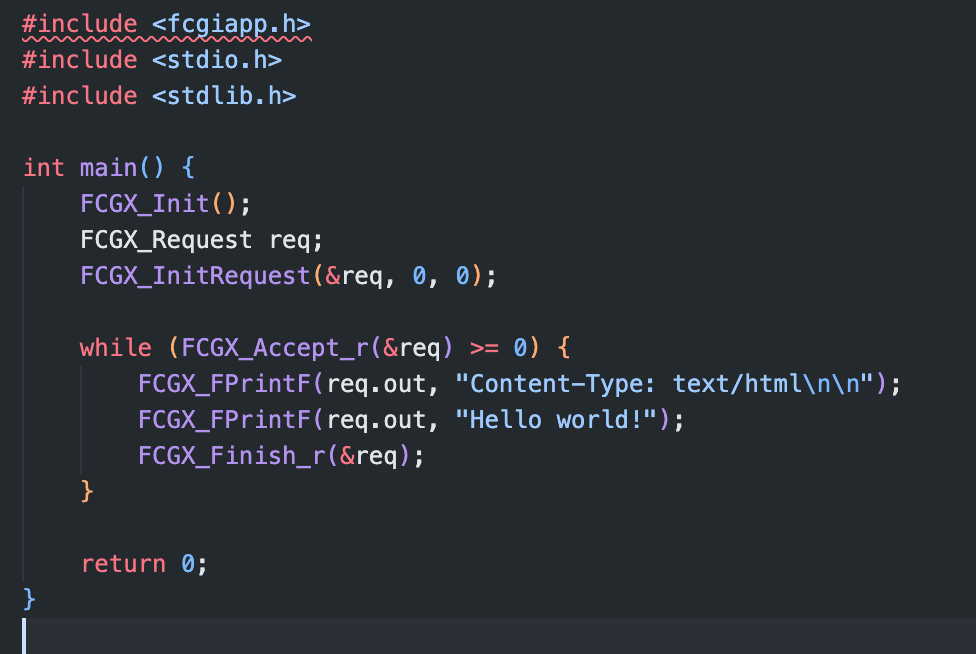 #include <fcgiapp.h>
#include <stdio.h>
#include <stdlib.h>

int main() {
    FCGX_Init();
    FCGX_Request req;
    FCGX_InitRequest(&req, 0, 0);

    while (FCGX_Accept_r(&req) >= 0) {
        FCGX_FPrintF(req.out, "Content-Type: text/html\n\n");
        FCGX_FPrintF(req.out, "Hello world!");
        FCGX_Finish_r(&req);
    }

    return 0;
}